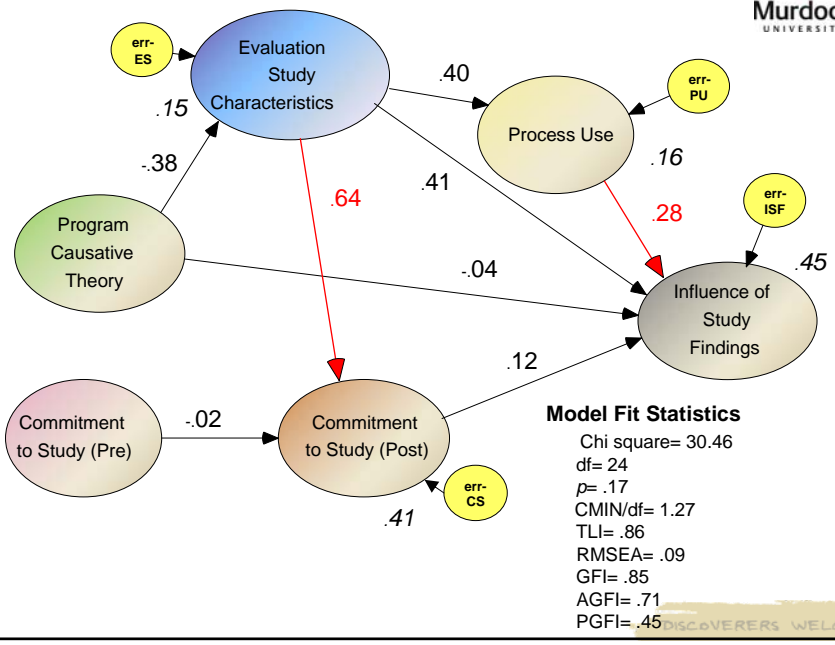 Murdoc
UNIVERSIT
err-
ES
Evaluation
Study
Characteristics
.15
.40
err-
PU
Process Use
.16
-.38
.41
.64
.28
err-
ISF
Program
Causative
Theory
-.04
.45
Influence of
Study
Findings
.12
Commitment
to Study (Pre)
-.02
Commitment
to Study (Post)
err-
CS
.41
Model Fit Statistics
Chi square= 30.46
df= 24
p= .17
CMIN/df= 1.27
TLI= .86
RMSEA= .09
GFI= .85
AGFI= .71
PGFI= .45
DISCOVERERS WELC